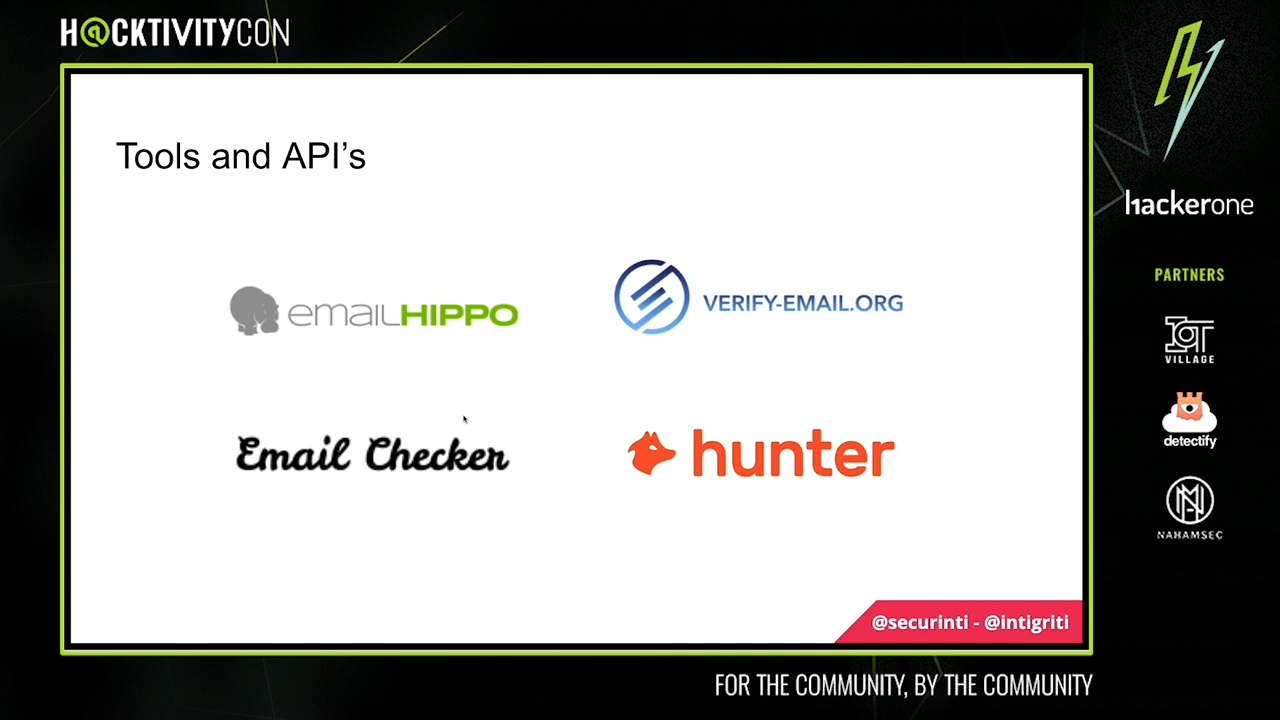 H@CKTIVITYCON
Tools and API's
emailHIPPO
VERIFY-EMAIL.ORG
Email Checker
hunter
@securinti - @intigriti
FOR THE COMMUNITY, BY THE COMMUNITY
hackerone
PARTNERS
IOT
VILLAGE
detectify
NAHAMSEC